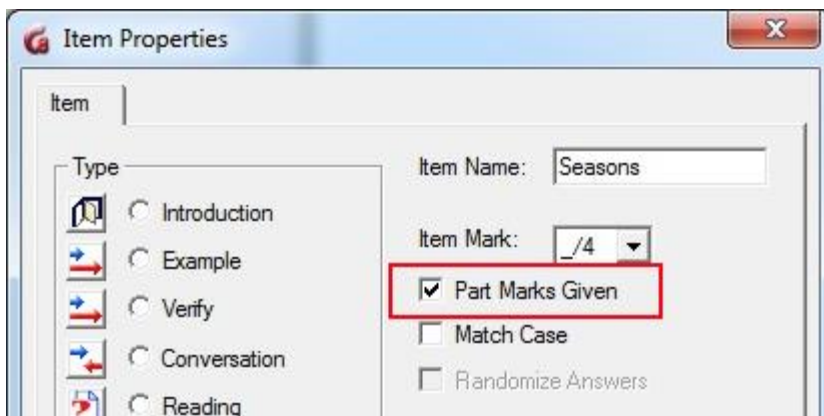 Item Properties
Item
Type
Introduction
Example
Verify
Conversation
Reading
Item Name: Seasons
Item Mark: _/4
Part Marks Given
Match Case
Randomize Answers